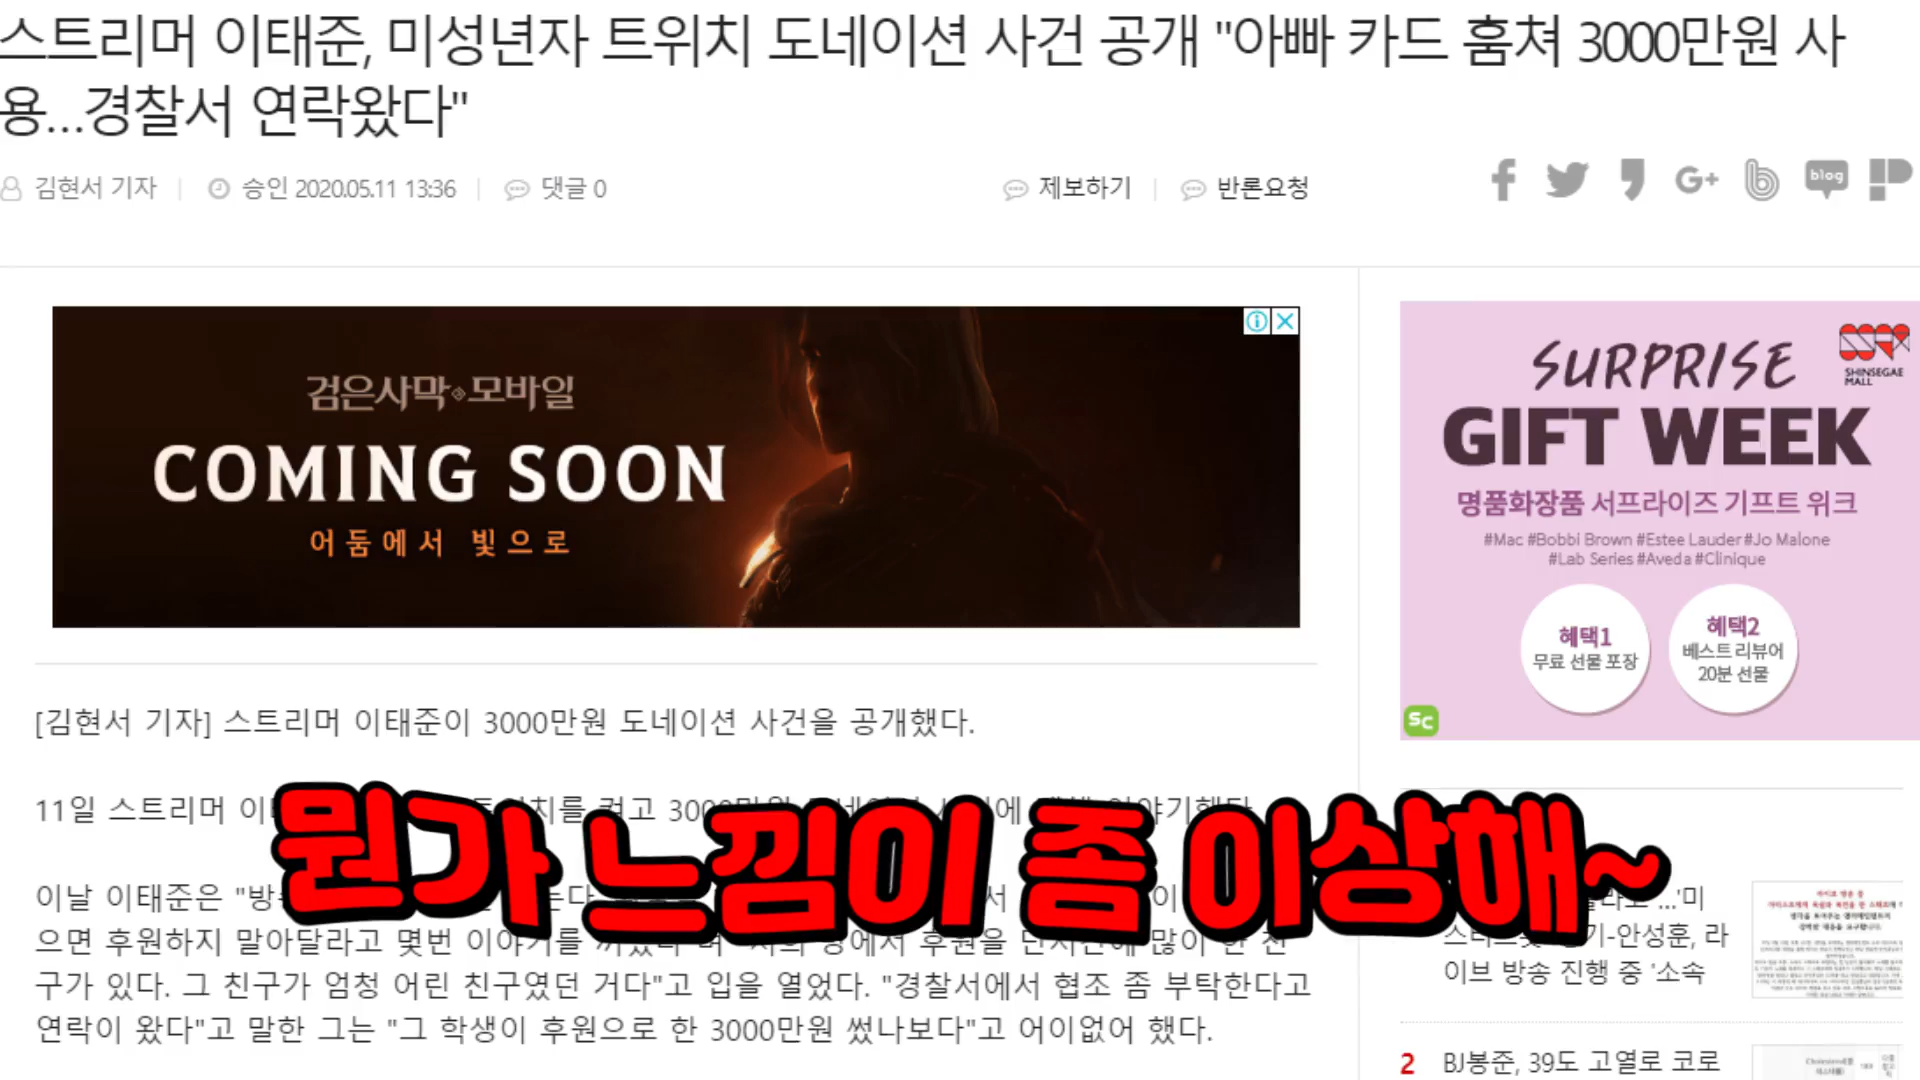 스트리머 이태준, 미성년자 트위치 도네이션 사건 공개 "아빠 카드 훔쳐 3000만원 사
용...경찰서 연락왔다"
김현서 기자
승인 2020.05.11 13:36
댓글 0
제보하기
반론요청
G+
blog
검은사막 모바일
COMING SOON
어둠에서 빛으로
SURPRISE
SHINSEGAE
MALL
GIFT WEEK
명품화장품 서프라이즈 기프트 위크
#Mac #Bobbi Brown #Estee Lauder #Jo Malone
#Lab Series #Aveda #Clinique
혜택1
무료 선물 포장
혜택2
베스트 리뷰어
20분 선물
SC
[김현서 기자] 스트리머 이태준이 3000만원 도네이션 사건을 공개했다.
11일 스트리머
켜고
뭔가 느낌이 좀 이상해~
이날 이태준은
으면 후원하지 말아달라고 몇번
후원을
구가 있다. 그 친구가 엄청 어린 친구였던 거다"고 입을 열었다. "경찰서에서 협조 좀 부탁한다고
연락이 왔다"고 말한 그는 "그 학생이 후원으로 한 3000만원 썼나보다"고 어이없어 했다.
...'미
안성훈, 라
이브 방송 진행 중 '소속
2 BJ봉준, 39도 고열로 코로